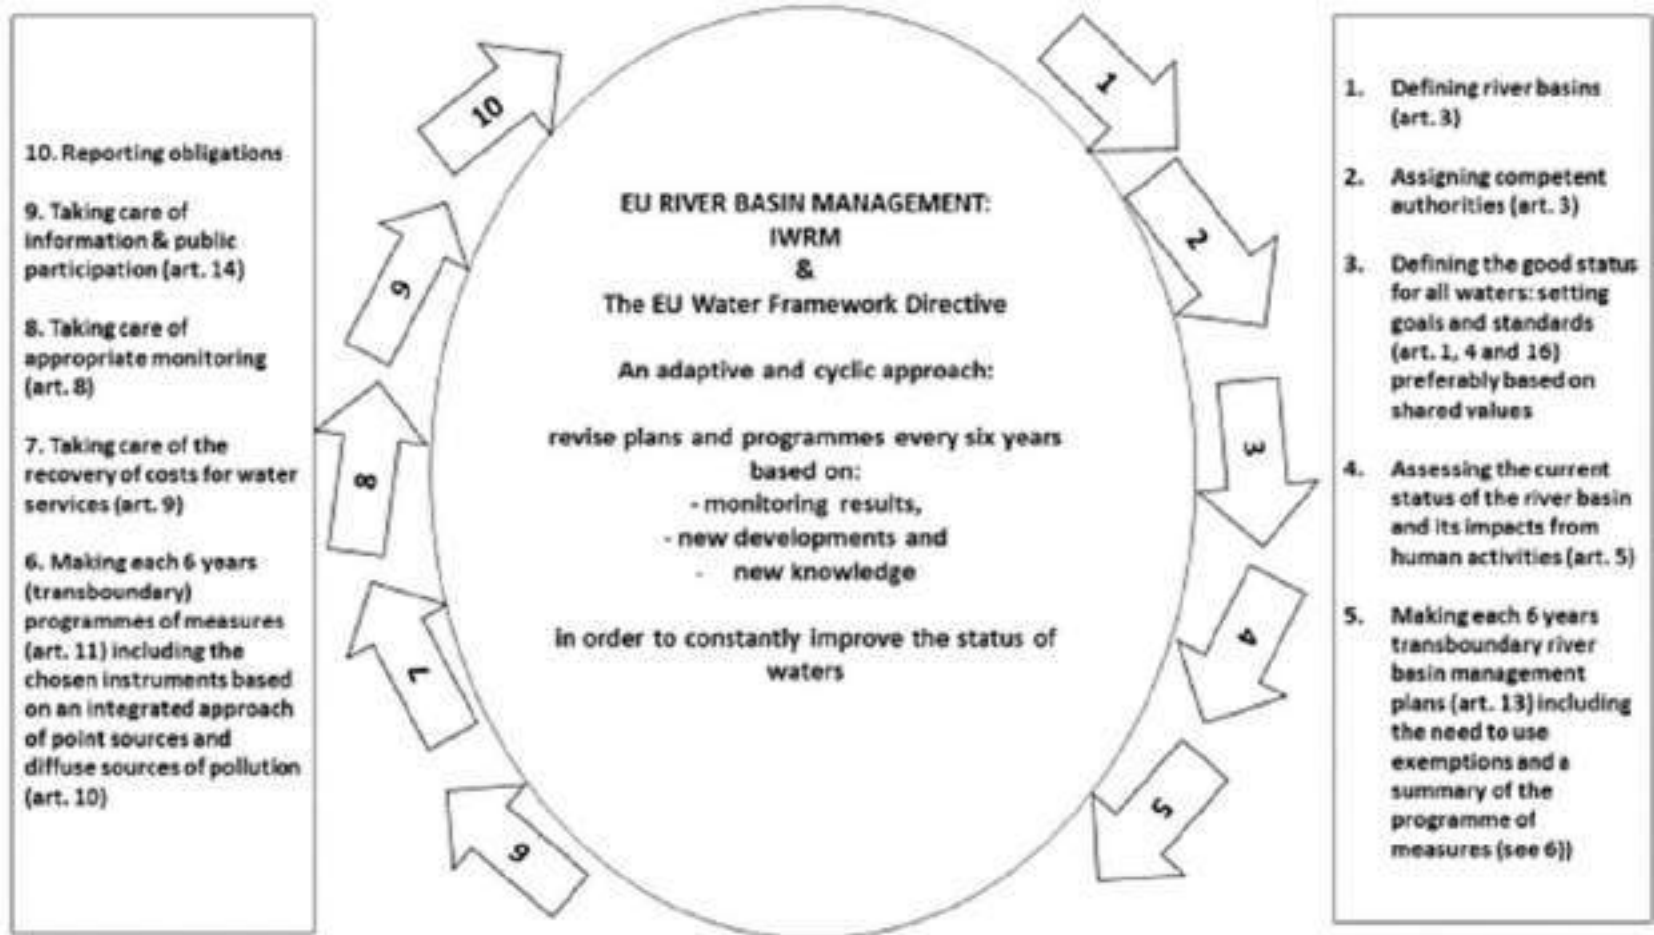 10. Reporting obligations
9. Taking care of
information & public
participation (art. 14)
8. Taking care of
appropriate monitoring
(art. 8)
7. Taking care of the
recovery of costs for water
services (art. 9)
6. Making each 6 years
(transboundary)
programmes of measures
(art. 11) including the
chosen instruments based
on an integrated approach
of point sources and
diffuse sources of pollution
(art. 10)
10
9
8
7
6
EU RIVER BASIN MANAGEMENT:
IWRM
&
The EU Water Framework Directive
An adaptive and cyclic approach:
revise plans and programmes every six years
based on:
- monitoring results,
- new developments and
- new knowledge
in order to constantly improve the status of
waters
1
2
3
4
5
1. Defining river basins
(art. 3)
2. Assigning competent
authorities (art. 3)
3. Defining the good status
for all waters: setting
goals and standards
(art. 1, 4 and 16)
preferably based on
shared values
4. Assessing the current
status of the river basin
and its impacts from
human activities (art. 5)
5. Making each 6 years
transboundary river
basin management
plans (art. 13) including
the need to use
exemptions and a
summary of the
programme of
measures (see 6))